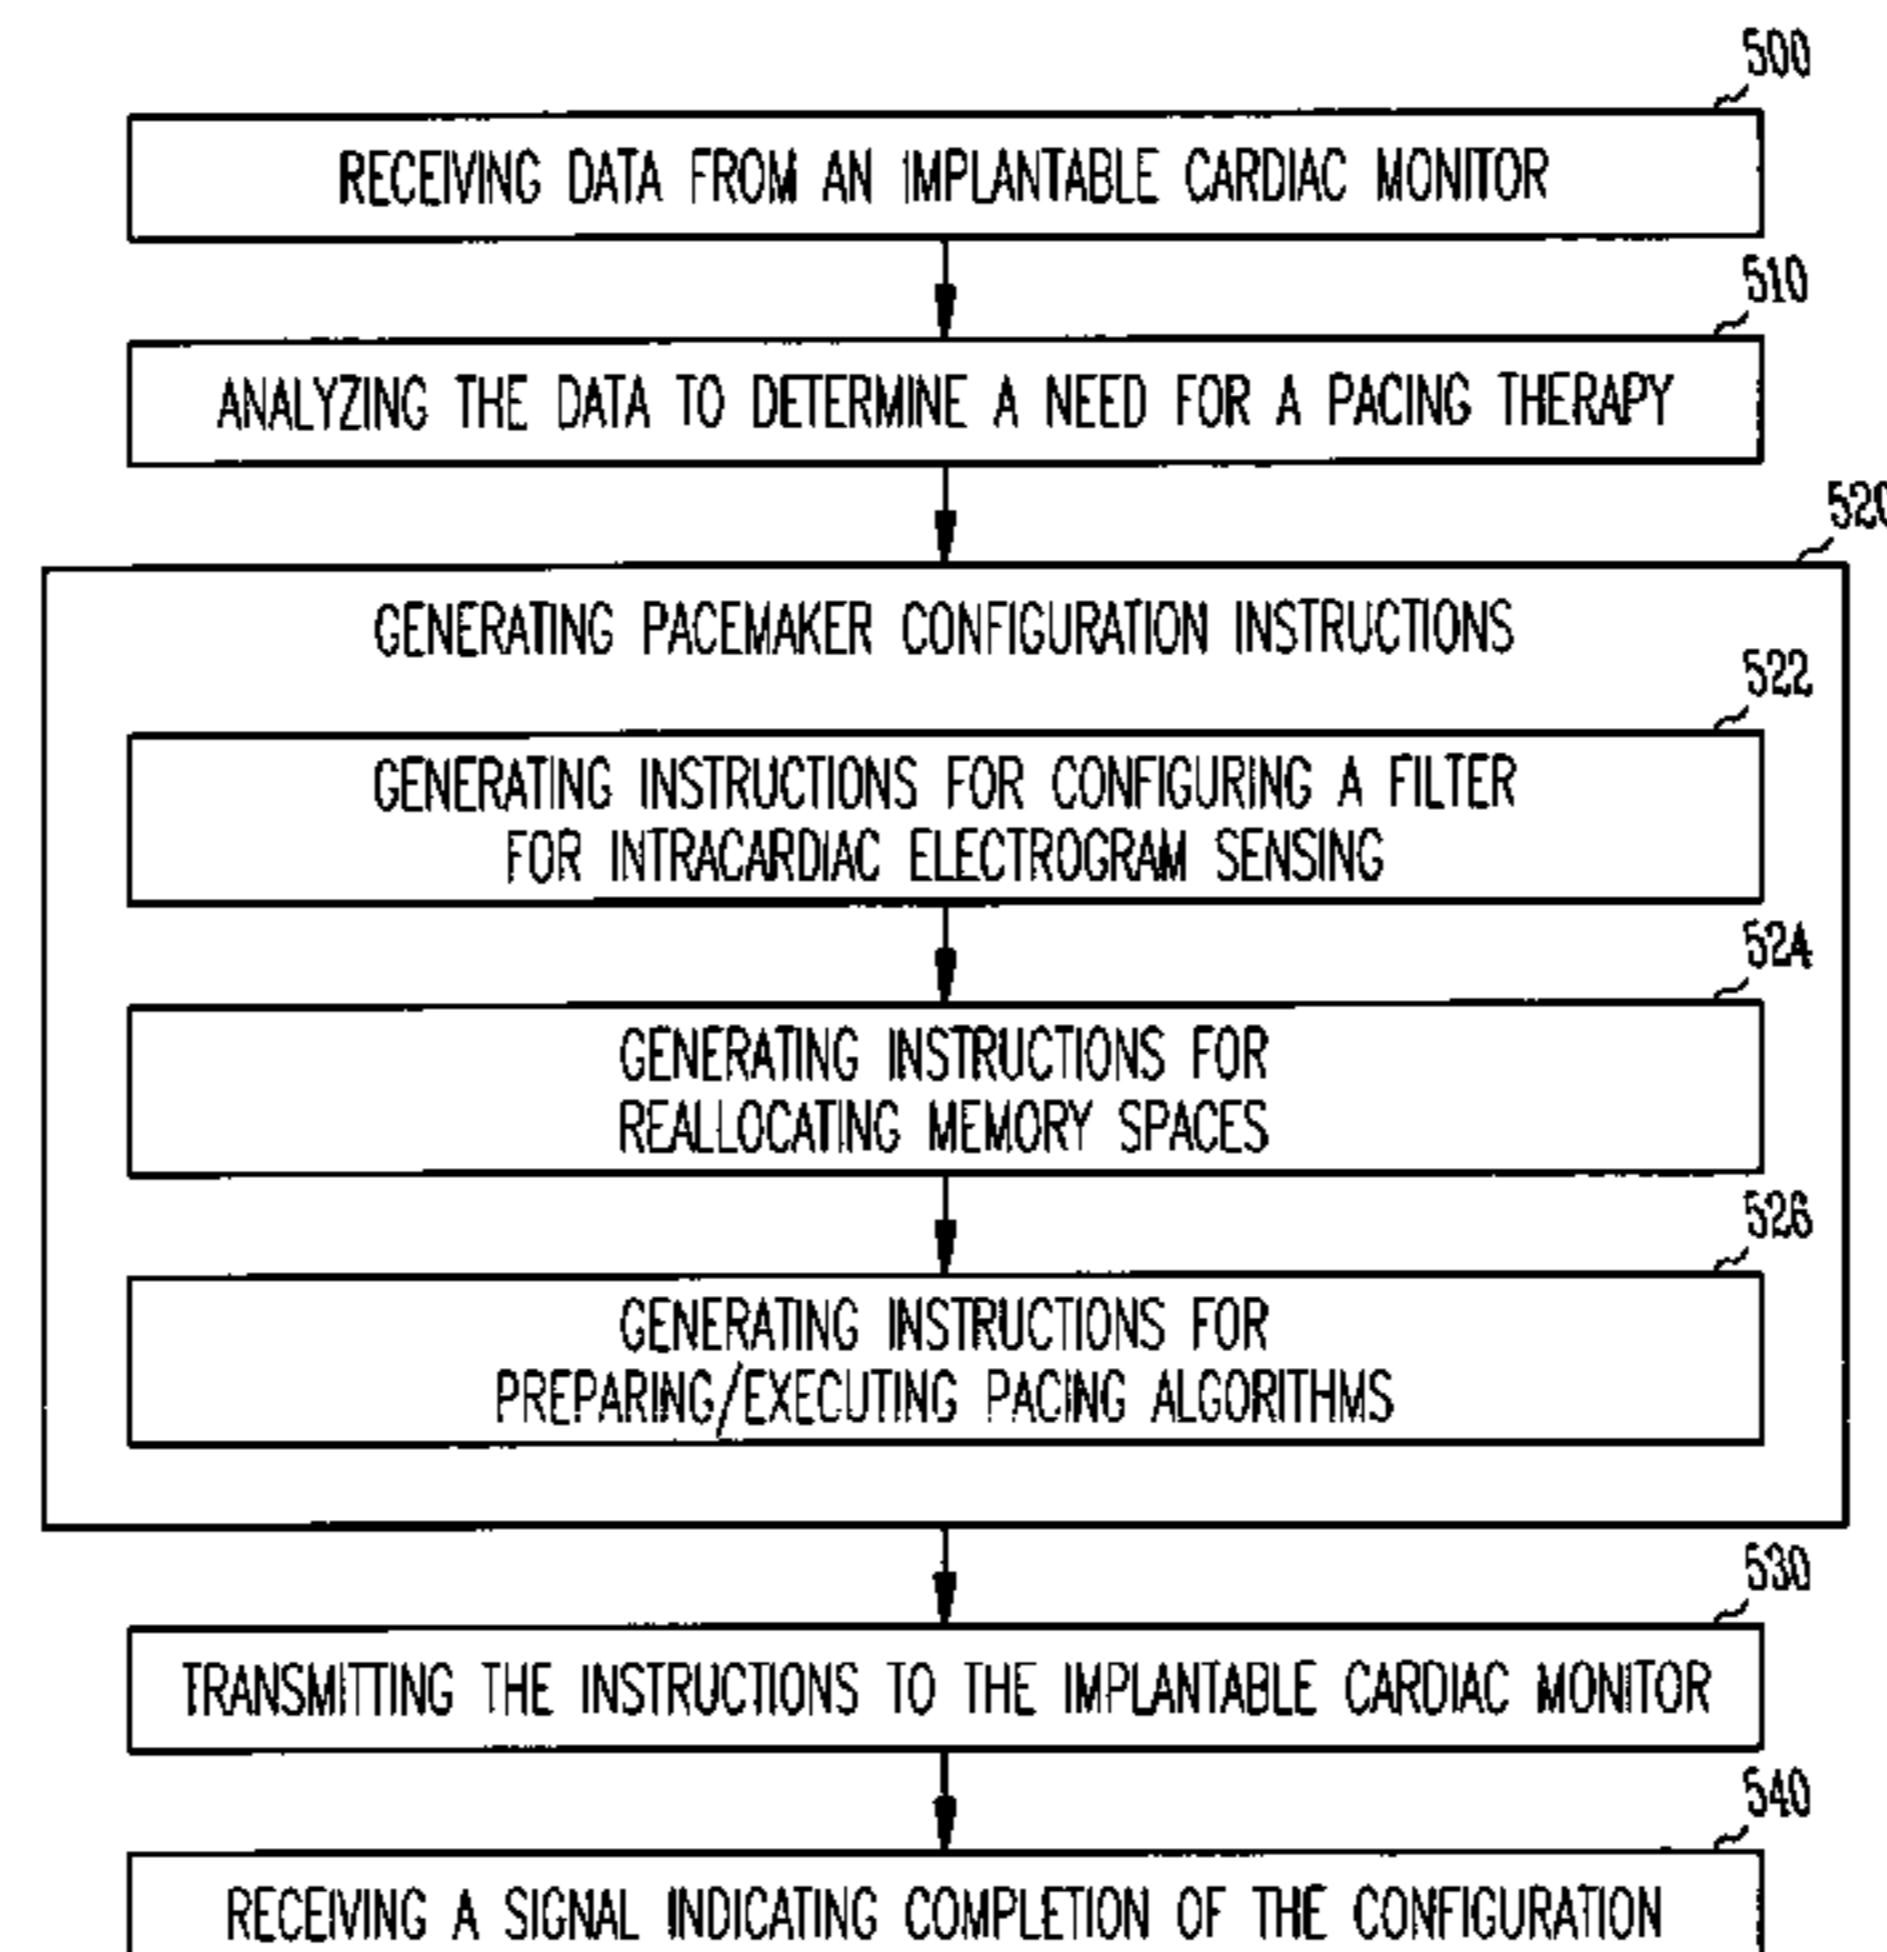 500
RECEIVING DATA FROM AN IMPLANTABLE CARDIAC MONITOR
510
ANALYZING THE DATA TO DETERMINE A NEED FOR A PACING THERAPY
520
GENERATING PACEMAKER CONFIGURATION INSTRUCTIONS
522
GENERATING INSTRUCTIONS FOR CONFIGURING A FILTER
FOR INTRACARDIAC ELECTROGRAM SENSING
524
GENERATING INSTRUCTIONS FOR
REALLOCATING MEMORY SPACES
526
GENERATING INSTRUCTIONS FOR
PREPARING/EXECUTING PACING ALGORITHMS
530
TRANSMITTING THE INSTRUCTIONS TO THE IMPLANTABLE CARDIAC MONITOR
540
RECEIVING A SIGNAL INDICATING COMPLETION OF THE CONFIGURATION